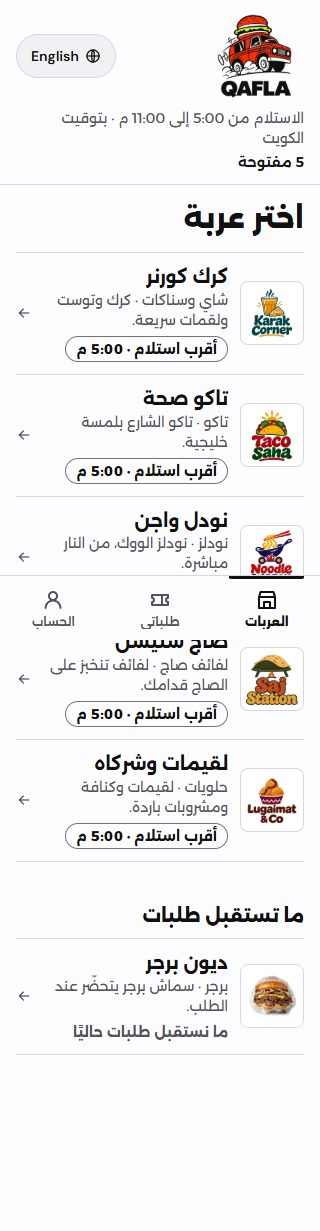 QAFLA
English
الاستلام من 5:00 إلى 11:00 م · بتوقيت
الكويت
5 مفتوحة
اختر عربة
كرك كورنر
شاي وسناكات · كرك وتوست
ولقمات سريعة.
أقرب استلام · 5:00 م
Karak
Corner
تاكو صحة
تاكو · تاكو الشارع بلمسة
خليجية.
أقرب استلام · 5:00 م
Taco
Saha
نودل واجن
نودلز · نودلز الووك، من النار
مباشرة.
Noodle
العربات
طلباتي
الحساب
صاج ستيشن
لفائف صاج · لفائف تنخبز على
الصاج قدامك.
أقرب استلام · 5:00 م
Saj
Station
لقيمات وشركاه
حلويات · لقيمات وكنافة
ومشروبات باردة.
أقرب استلام · 5:00 م
Lugaimat
& Co
ما تستقبل طلبات
ديون برجر
برجر · سماش برجر يتحضّر عند
الطلب.
ما نستقبل طلبات حاليًا